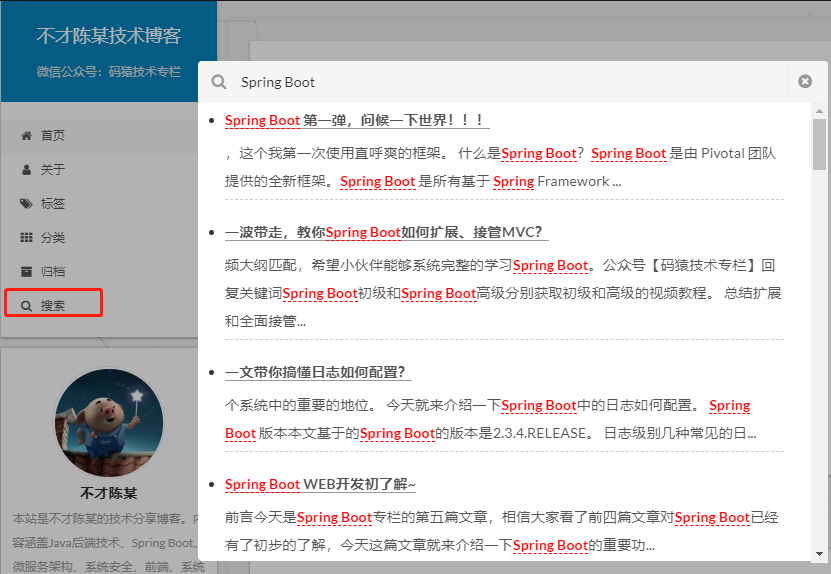 不才陈某技术博客
微信公众号：码猿技术专栏
首页
关于
标签
分类
归档
搜索
不才陈某
本站是不才陈某的技术分享博客。内
容涵盖Java后端技术、Spring Boot、
微服务架构、系统安全、前端、系统
Spring Boot
Spring Boot 第一弹，问候一下世界！！！
，这个我第一次使用直呼爽的框架。 什么是Spring Boot？Spring Boot 是由 Pivotal 团队
提供的全新框架。Spring Boot 是所有基于 Spring Framework ...
一波带走，教你Spring Boot如何扩展、接管MVC？
频大纲匹配，希望小伙伴能够系统完整的学习Spring Boot。公众号【码猿技术专栏】回
复关键词Spring Boot初级和Spring Boot高级分别获取初级和高级的视频教程。 总结扩展
和全面接管...
一文带你搞懂日志如何配置？
个系统中的重要的地位。 今天就来介绍一下Spring Boot中的日志如何配置。 Spring
Boot 版本本文基于的Spring Boot的版本是2.3.4.RELEASE。 日志级别几种常见的日...
Spring Boot WEB开发初了解~
前言今天是Spring Boot专栏的第五篇文章，相信大家看了前四篇文章对Spring Boot已经
有了初步的了解，今天这篇文章就来介绍一下Spring Boot的重要功...